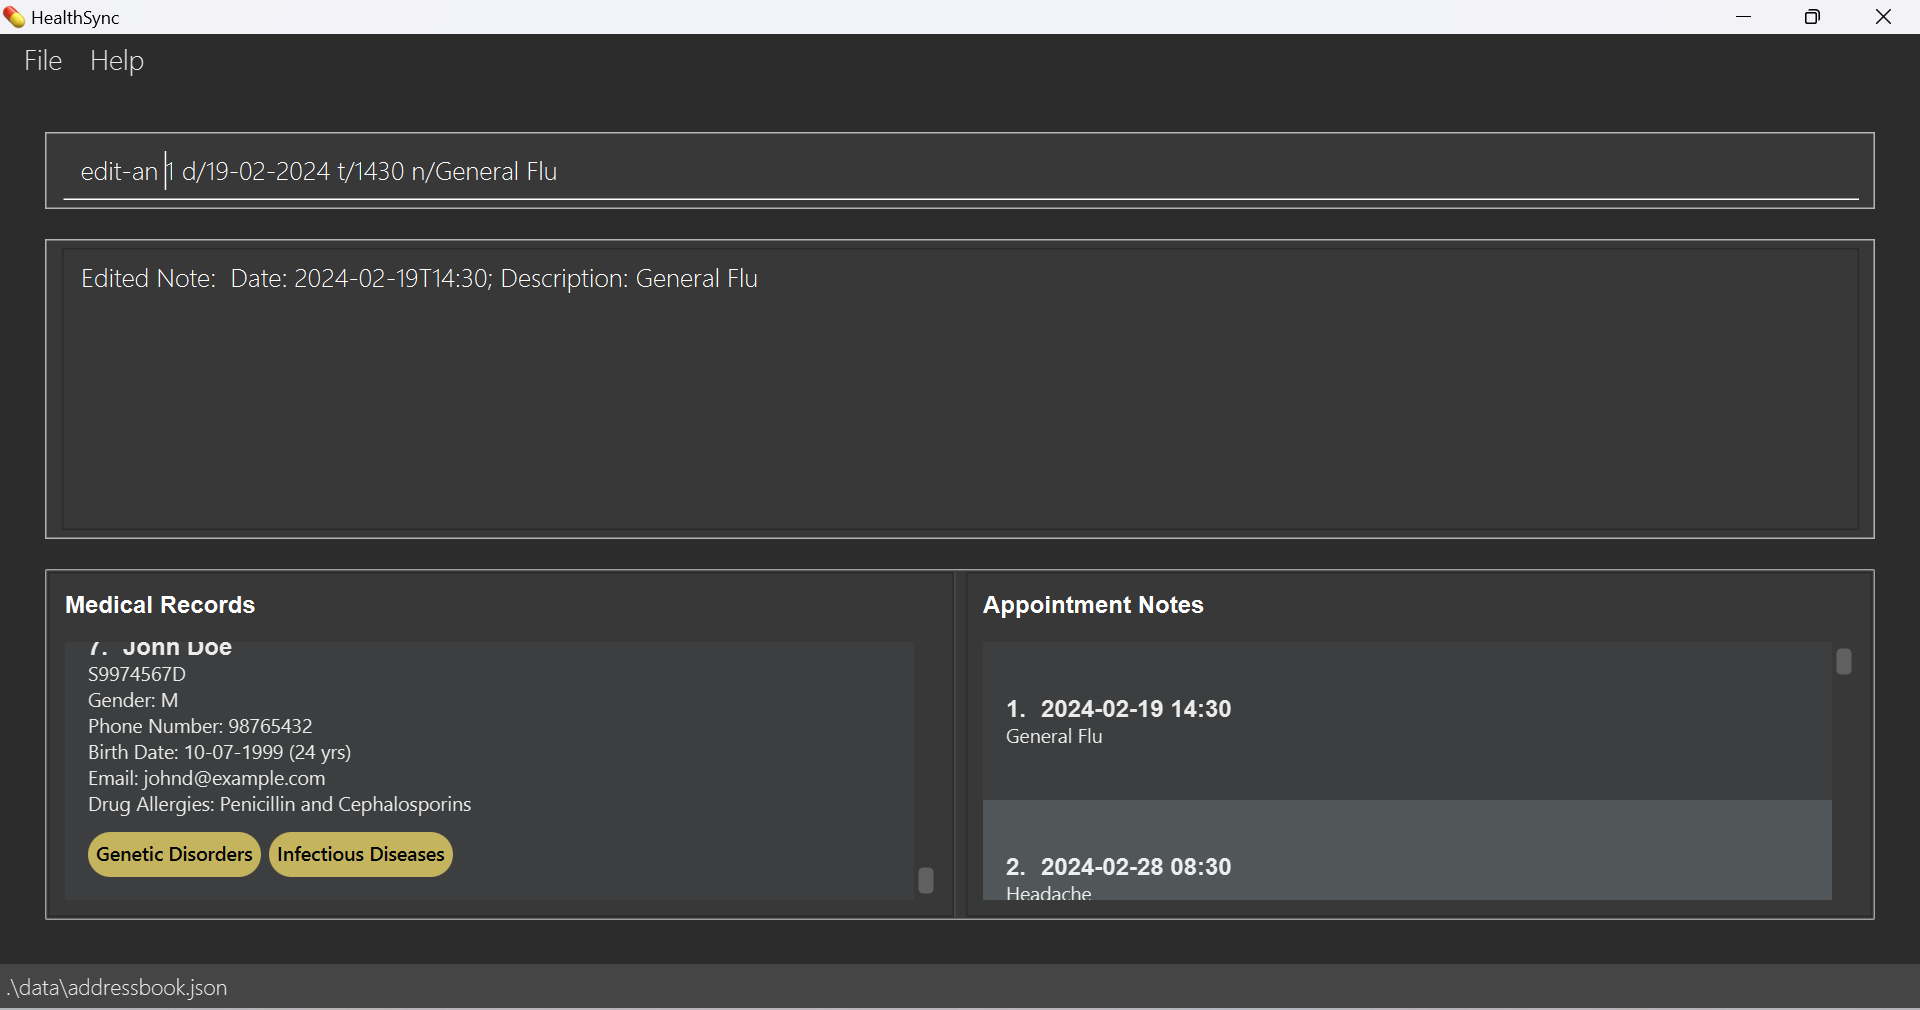 HealthSync
File Help
edit-an 1 d/19-02-2024 t/1430 n/General Flu
Edited Note: Date: 2024-02-19T14:30; Description: General Flu
Medical Records
7. John Doe
S9974567D
Gender: M
Phone Number: 98765432
Birth Date: 10-07-1999 (24 yrs)
Email: johnd@example.com
Drug Allergies: Penicillin and Cephalosporins
Genetic Disorders Infectious Diseases
Appointment Notes
1. 2024-02-19 14:30
General Flu
2. 2024-02-28 08:30
Headache
.\data\addressbook.json